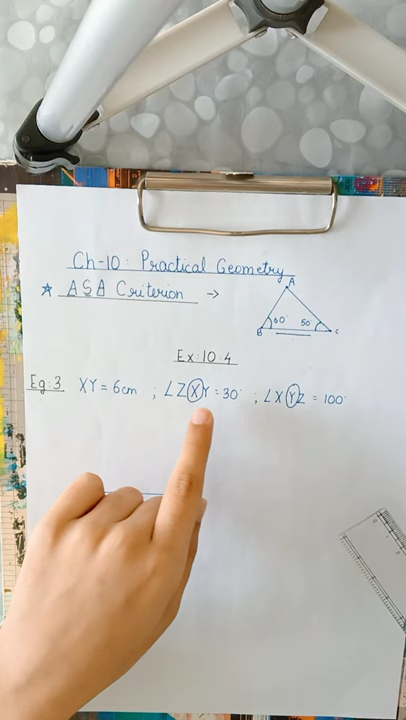 Ch-10: Practical Geometry
☆ ASA Criterion →
A
60°
50°
B
C
Ex: 10.4
Eg:3 XY = 6cm ; ∠ZXY = 30° ; ∠XYZ = 100°